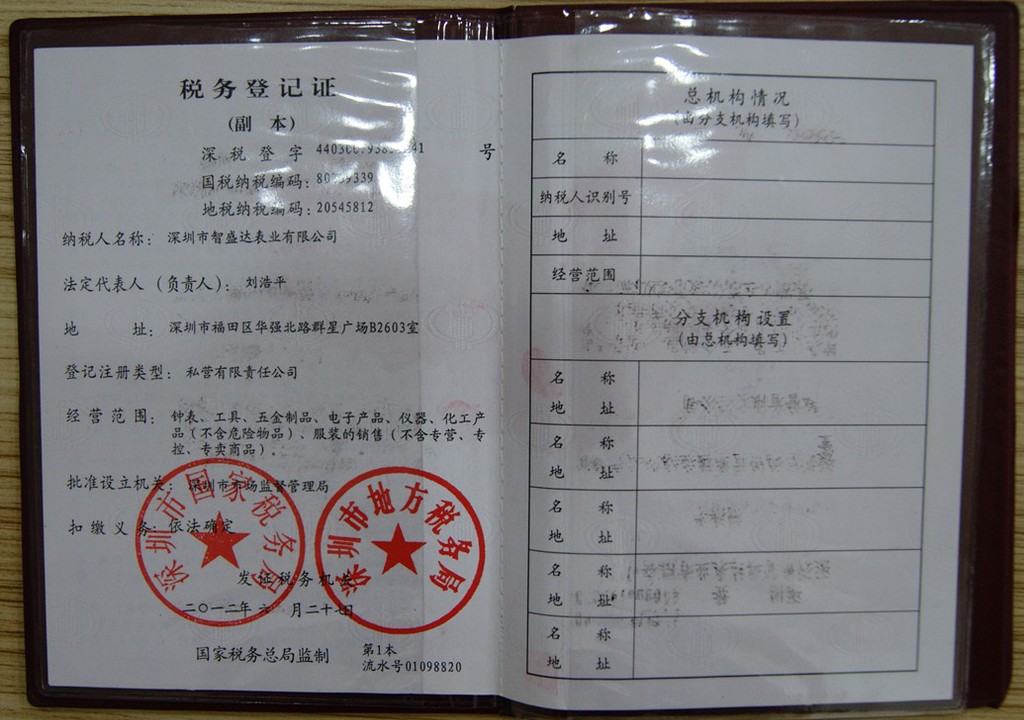 税务登记证
(副 本)
深税登字 号
国税纳税编码:
地税纳税编码: 20545812
纳税人名称: 深圳市智盛达表业有限公司
法定代表人(负责人): 刘浩平
地 址: 深圳市福田区华强北路群星广场B2603室
登记注册类型: 私营有限责任公司
经营范围: 钟表、工具、五金制品、电子产品、仪器、化工产
品(不含危险物品)、服装的销售(不含专营、专
控、专卖商品)。
批准设立机关: 深圳市市场监督管理局
扣缴义务: 依法确定
深圳市国家税务局
深圳市地方税务局
发证税务机关
二〇一二年六月二十七日
国家税务总局监制
第1本
流水号01098820
总机构情况
(由分支机构填写)
名 称
纳税人识别号
地 址
经营范围
分支机构设置
(由总机构填写)
名 称
地 址
名 称
地 址
名 称
地 址
名 称
地 址
名 称
地 址